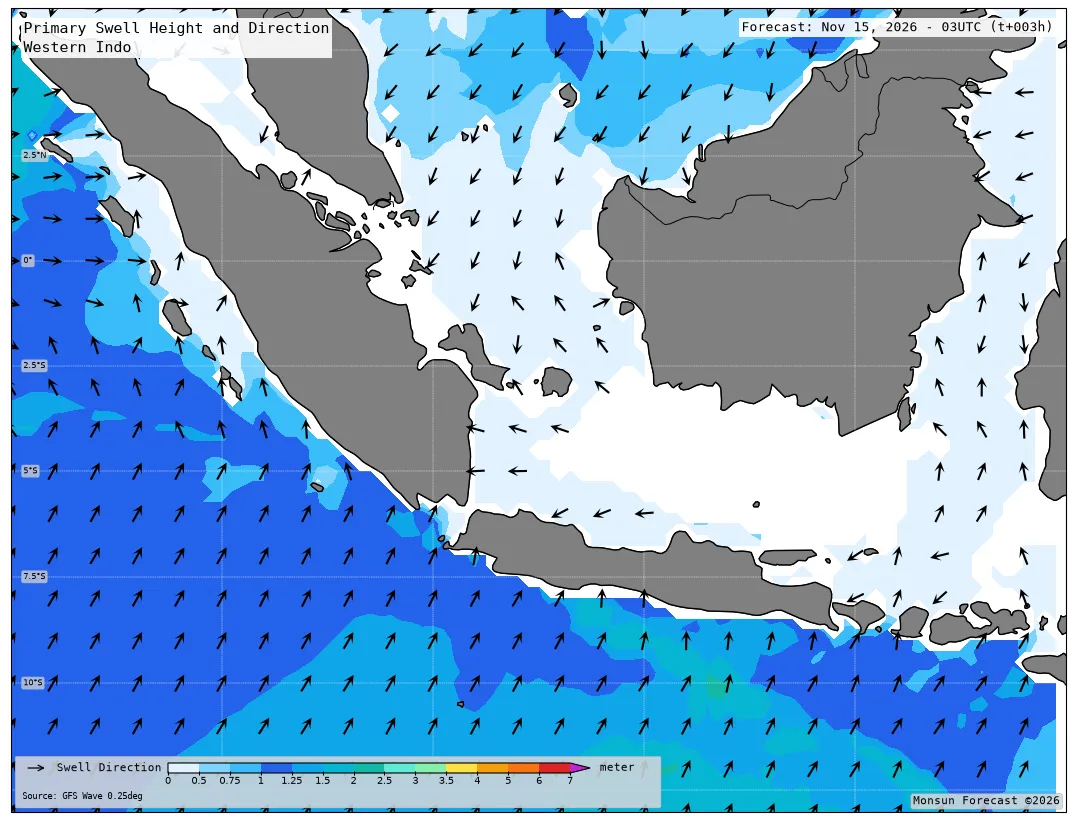 Primary Swell Height and Direction
Western Indo
Forecast: Nov 15, 2026 - 03UTC (t+003h)
2.5°N
0°
2.5°S
5°S
7.5°S
10°S
Swell Direction
0 0.5 0.75 1 1.25 1.5 2 2.5 3 3.5 4 5 6 7
meter
Source: GFS Wave 0.25deg
Monsun Forecast ©2026